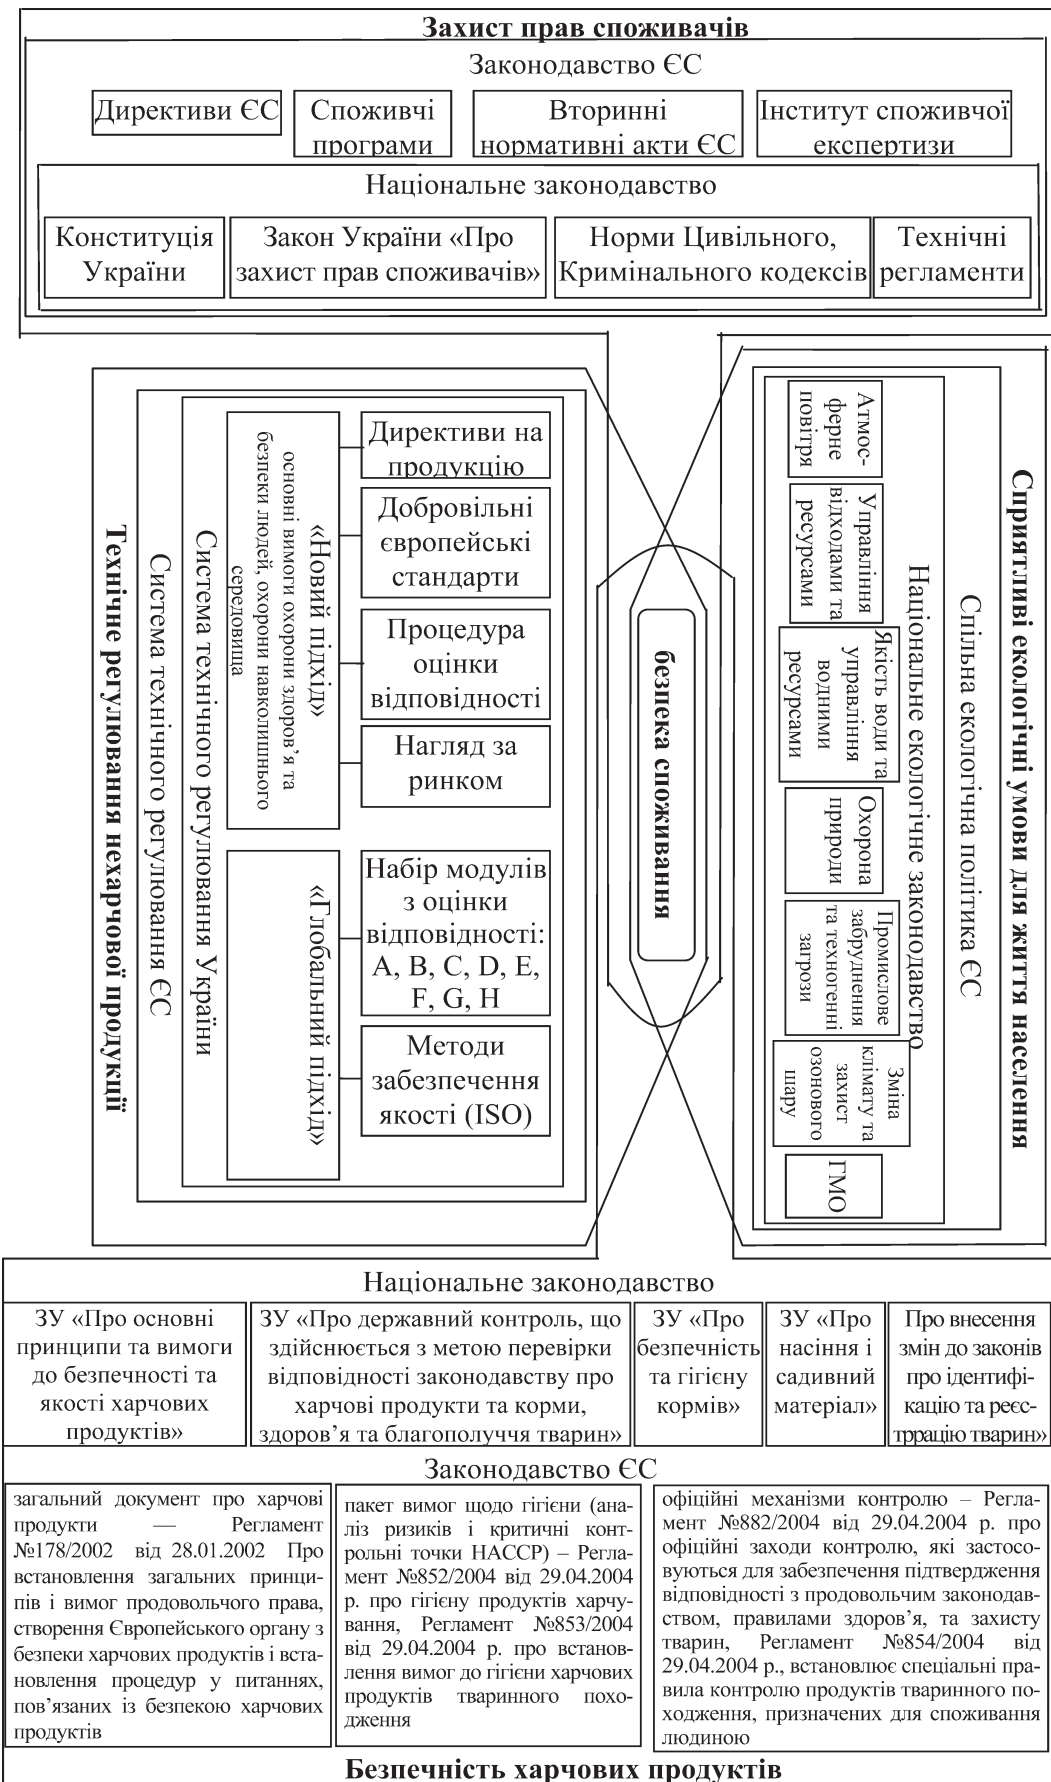 Захист прав споживачів
Законодавство ЄС
Директиви ЄС
Споживчі
програми
Вторинні
нормативні акти ЄС
Інститут споживчої
експертизи
Національне законодавство
Конституція
України
Закон України «Про
захист прав споживачів»
Норми Цивільного,
Кримінального кодексів
Технічні
регламенти
Технічне регулювання нехарчової продукції
Система технічного регулювання ЄС
Система технічного регулювання України
«Новий підхід»
основні вимоги охорони здоров’я та
безпеки людей, охорони навколишнього
середовища
Директиви на
продукцію
Добровільні
європейські
стандарти
Процедура
оцінки
відповідності
Нагляд за
ринком
«Глобальний підхід»
Набір модулів
з оцінки
відповідності:
A, B, C, D, E,
F, G, H
Методи
забезпечення
якості (ISO)
безпека споживання
Сприятливі екологічні умови для життя населення
Спільна екологічна політика ЄС
Національне екологічне законодавство
Атмос-
ферне
повітря
Управління
відходами та
ресурсами
Якість води та
управління
водними
ресурсами
Охорона
природи
Промислове
забруднення
та техногенні
загрози
Зміна
клімату та
захист
озонового
шару
ГМО
Національне законодавство
ЗУ «Про основні
принципи та вимоги
до безпечності та
якості харчових
продуктів»
ЗУ «Про державний контроль, що
здійснюється з метою перевірки
відповідності законодавству про
харчові продукти та корми,
здоров’я та благополуччя тварин»
ЗУ «Про
безпечність
та гігієну
кормів»
ЗУ «Про
насіння і
садивний
матеріал»
Про внесення
змін до законів
про ідентифі-
кацію та реєс-
тррацію тварин»
Законодавство ЄС
загальний документ про харчові
продукти — Регламент
№178/2002 від 28.01.2002 Про
встановлення загальних принци-
пів і вимог продовольчого права,
створення Європейського органу з
безпеки харчових продуктів і вста-
новлення процедур у питаннях,
пов’язаних із безпекою харчових
продуктів
пакет вимог щодо гігієни (ана-
ліз ризиків і критичні конт-
рольні точки НАССР) – Регла-
мент №852/2004 від 29.04.2004
р. про гігієну продуктів харчу-
вання, Регламент №853/2004
від 29.04.2004 р. про встанов-
лення вимог до гігієни харчових
продуктів тваринного похо-
дження
офіційні механізми контролю – Регла-
мент №882/2004 від 29.04.2004 р. про
офіційні заходи контролю, які застосо-
вуються для забезпечення підтвердження
відповідності з продовольчим законодав-
ством, правилами здоров’я, та захисту
тварин, Регламент №854/2004 від
29.04.2004 р., встановлює спеціальні пра-
вила контролю продуктів тваринного по-
ходження, призначених для споживання
людиною
Безпечність харчових продуктів